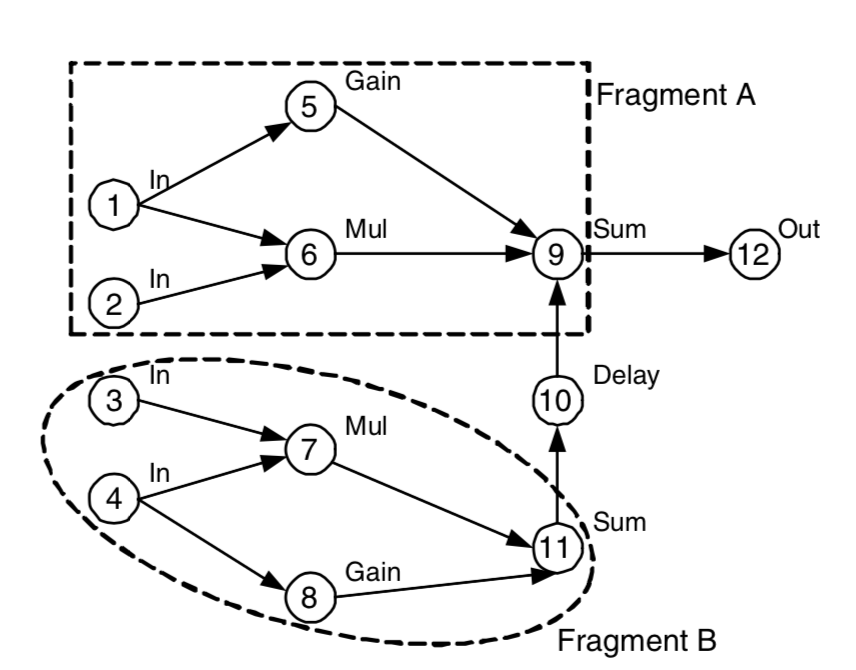 Gain
5
Fragment A
In
1
Mul
Sum
Out
6
9
12
In
2
In
Delay
3
10
Mul
7
In
4
Sum
11
Gain
8
Fragment B